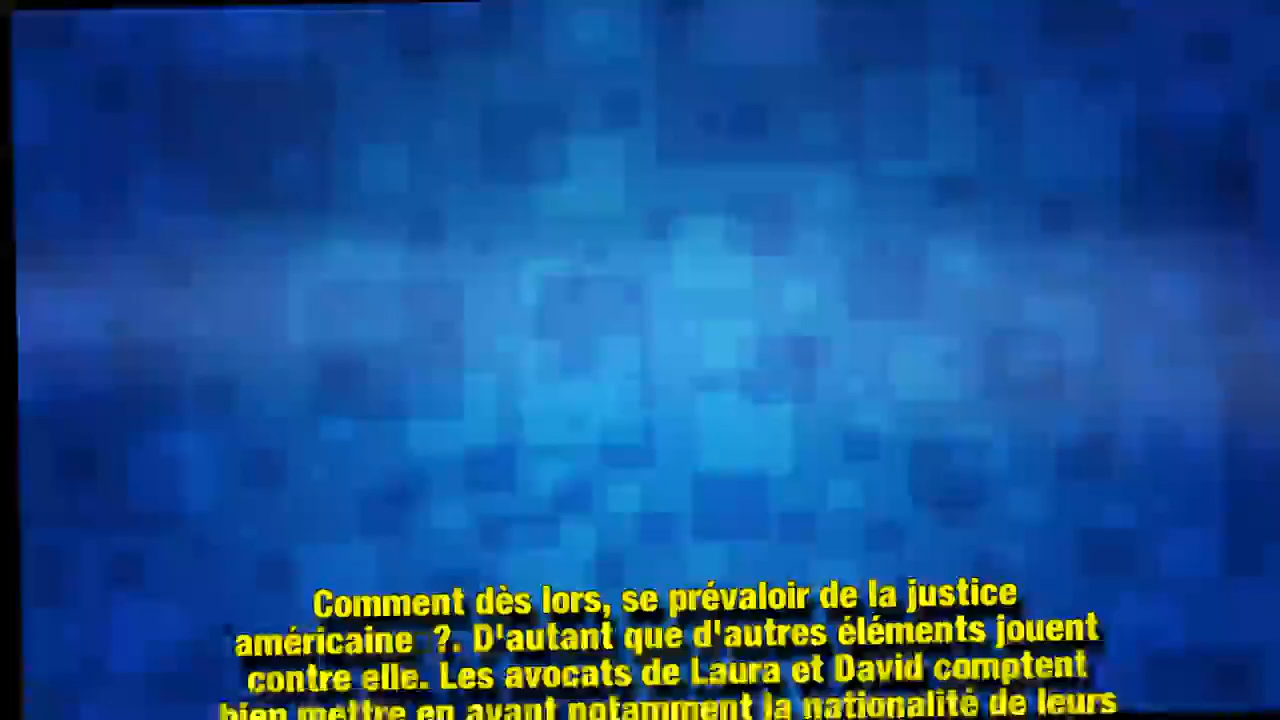 Comment dès lors, se prévaloir de la justice
américaine ?. D'autant que d'autres éléments jouent
contre elle. Les avocats de Laura et David comptent
bien mettre en avant notamment la nationalité de leurs